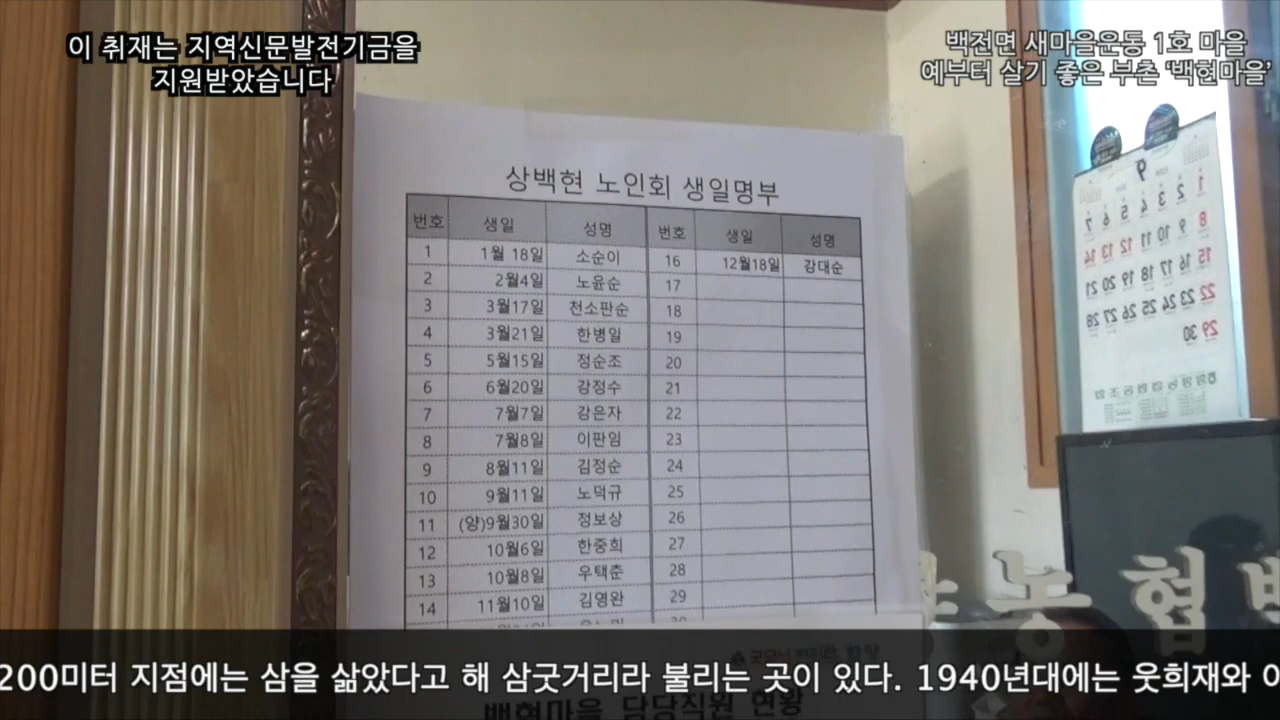 이 취재는 지역신문발전기금을
지원받았습니다
백전면 새마을운동 1호 마을
예부터 살기 좋은 부촌 '백현마을'
상백현 노인회 생일명부
번호 생일 성명 번호 생일 성명
1 1월 18일 소순이 16 12월18일 강대순
2 2월4일 노윤순 17
3 3월17일 천소판순 18
4 3월21일 한병일 19
5 5월15일 정순조 20
6 6월20일 강정수 21
7 7월7일 강은자 22
8 7월8일 이판임 23
9 8월11일 김정순 24
10 9월11일 노덕규 25
11 (양)9월30일 정보상 26
12 10월6일 한중희 27
13 10월8일 우택춘 28
14 11월10일 김영완 29
9
1 2 3 4 5 6 7
8 9 10 11 12 13 14
15 16 17 18 19 20 21
22 23 24 25 26 27 28
29 30
농협
200미터 지점에는 삼을 삶았다고 해 삼굿거리라 불리는 곳이 있다. 1940년대에는 웃희재와
백현마을 담당직원 현황